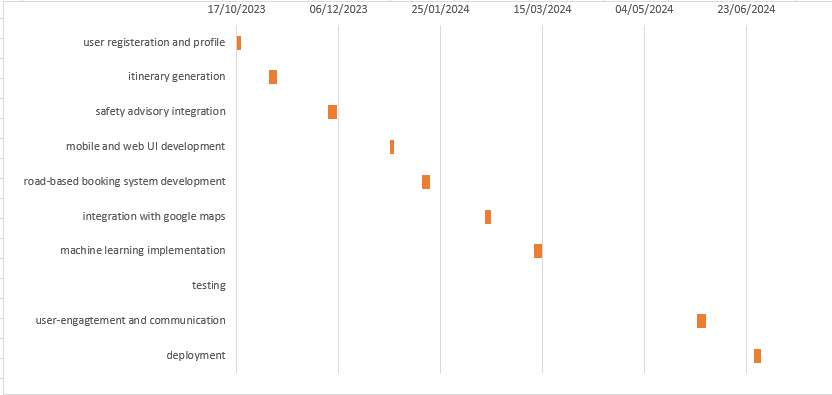 17/10/2023 06/12/2023 25/01/2024 15/03/2024 04/05/2024 23/06/2024
user registeration and profile
itinerary generation
safety advisory integration
mobile and web UI development
road-based booking system development
integration with google maps
machine learning implementation
testing
user-engagtement and communication
deployment